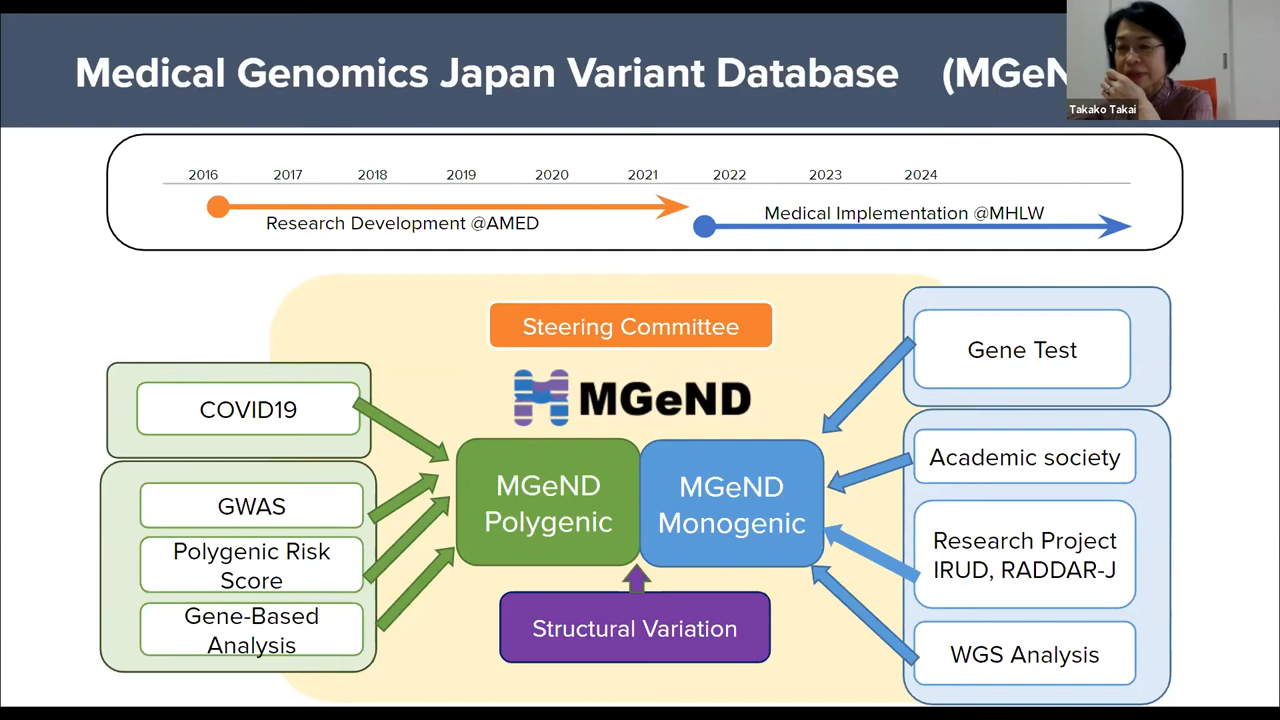 Medical Genomics Japan Variant Database (MGeN
Takako Takai
2016 2017 2018 2019 2020 2021 2022 2023 2024
Research Development @AMED
Medical Implementation @MHLW
Steering Committee
MGeND
COVID19
GWAS
Polygenic Risk
Score
Gene-Based
Analysis
MGeND
Polygenic
MGeND
Monogenic
Structural Variation
Gene Test
Academic society
Research Project
IRUD, RADDAR-J
WGS Analysis